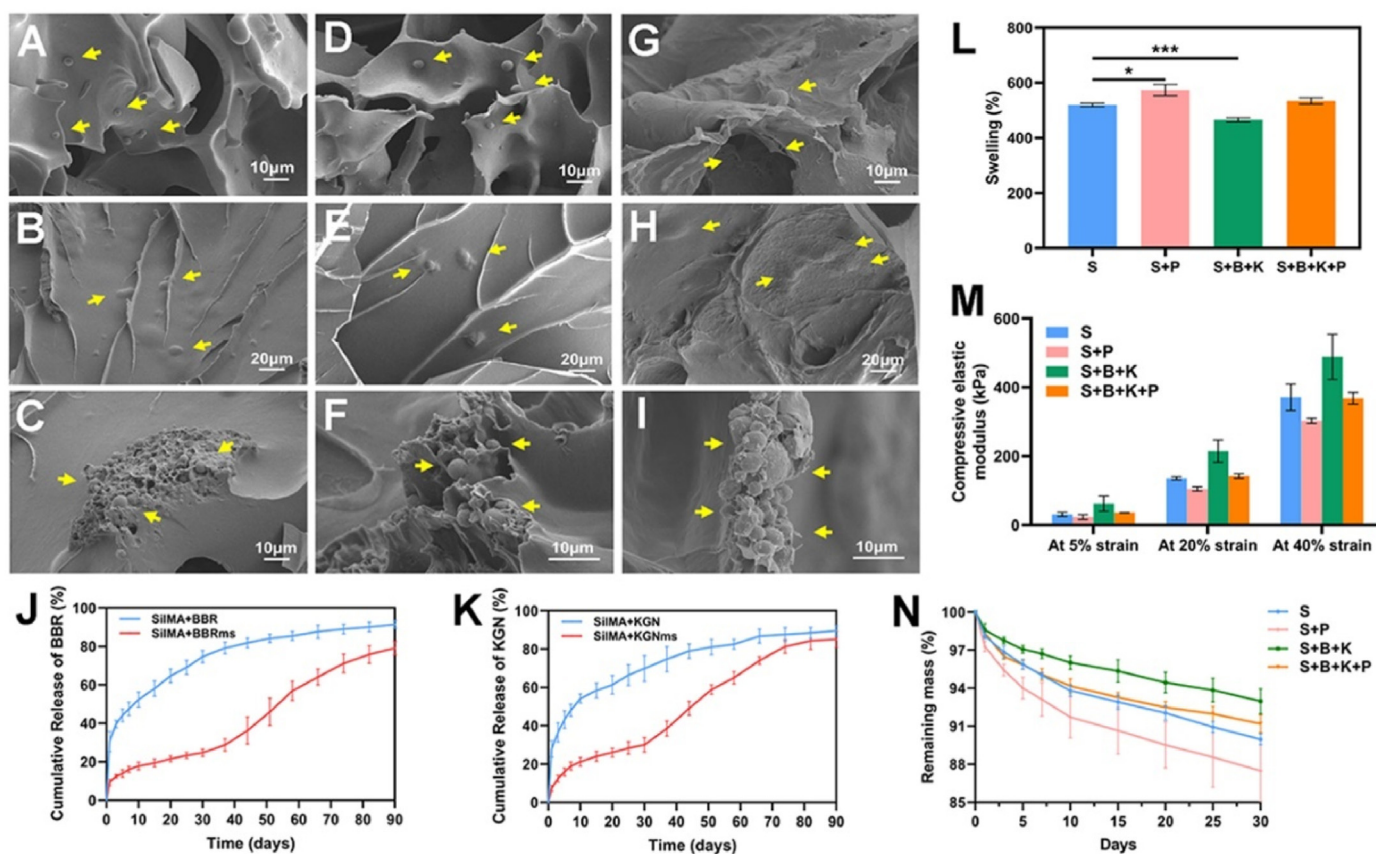 A
10μm
D
10μm
G
10μm
B
20μm
E
20μm
H
20μm
C
10μm
F
10μm
I
10μm
L
Swelling (%)
800
600
400
200
0
***
*
S
S+P
S+B+K
S+B+K+P
M
Compressive elastic
modulus (kPa)
600
400
200
0
S
S+P
S+B+K
S+B+K+P
At 5% strain
At 20% strain
At 40% strain
J
Cumulative Release of BBR (%)
100
80
60
40
20
0
SilMA+BBR
SilMA+BBRms
0 10 20 30 40 50 60 70 80 90
Time (days)
K
Cumulative Release of KGN (%)
100
80
60
40
20
0
SilMA+KGN
SilMA+KGNms
0 10 20 30 40 50 60 70 80 90
Time (days)
N
Remaining mass (%)
100
97
94
91
88
85
S
S+P
S+B+K
S+B+K+P
0 5 10 15 20 25 30
Days